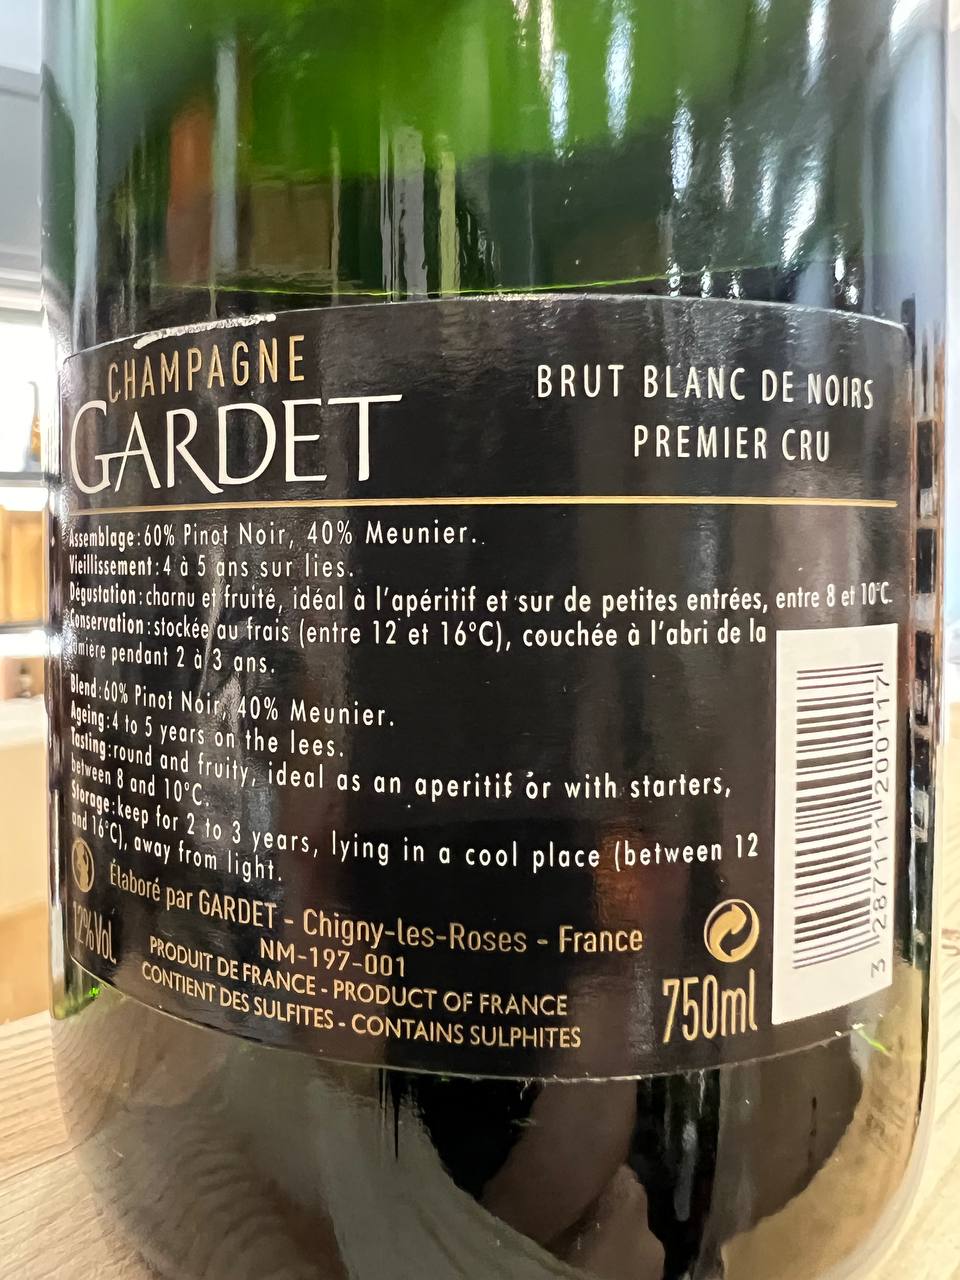 CHAMPAGNE
GARDET
BRUT BLANC DE NOIRS
PREMIER CRU
Assemblage: 60% Pinot Noir, 40% Meunier.
Vieillissement: 4 à 5 ans sur lies.
Dégustation: charnu et fruité, idéal à l'apéritif et sur de petites entrées, entre 8 et 10°C.
Conservation: stockée au frais (entre 12 et 16°C), couchée à l'abri de la
lumière pendant 2 à 3 ans.
Blend: 60% Pinot Noir, 40% Meunier.
Ageing: 4 to 5 years on the lees.
Tasting: round and fruity, ideal as an aperitif or with starters,
between 8 and 10°C.
Storage: keep for 2 to 3 years, lying in a cool place (between 12
and 16°C), away from light.
Élaboré par GARDET - Chigny-les-Roses - France
NM-197-001
12%Vol.
PRODUIT DE FRANCE - PRODUCT OF FRANCE
CONTIENT DES SULFITES - CONTAINS SULPHITES
750ml
3 287111 200117